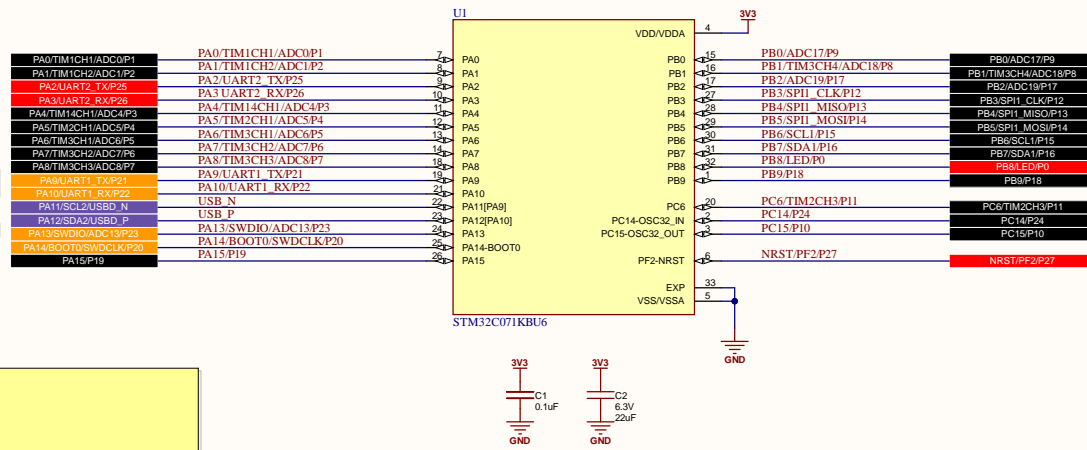 U1
3V3
VDD/VDDA 4
PA0/TIM1CH1/ADC0/P1 PA0/TIM1CH1/ADC0/P1 7 PA0 PB0 15 PB0/ADC17/P9 PB0/ADC17/P9
PA1/TIM1CH2/ADC1/P2 PA1/TIM1CH2/ADC1/P2 8 PA1 PB1 16 PB1/TIM3CH4/ADC18/P8 PB1/TIM3CH4/ADC18/P8
PA2/UART2_TX/P25 PA2/UART2_TX/P25 9 PA2 PB2 17 PB2/ADC19/P17 PB2/ADC19/P17
PA3/UART2_RX/P26 PA3 UART2_RX/P26 10 PA3 PB3 27 PB3/SPI1_CLK/P12 PB3/SPI1_CLK/P12
PA4/TIM14CH1/ADC4/P3 PA4/TIM14CH1/ADC4/P3 11 PA4 PB4 28 PB4/SPI1_MISO/P13 PB4/SPI1_MISO/P13
PA5/TIM2CH1/ADC5/P4 PA5/TIM2CH1/ADC5/P4 12 PA5 PB5 29 PB5/SPI1_MOSI/P14 PB5/SPI1_MOSI/P14
PA6/TIM3CH1/ADC6/P5 PA6/TIM3CH1/ADC6/P5 13 PA6 PB6 30 PB6/SCL1/P15 PB6/SCL1/P15
PA7/TIM3CH2/ADC7/P6 PA7/TIM3CH2/ADC7/P6 14 PA7 PB7 31 PB7/SDA1/P16 PB7/SDA1/P16
PA8/TIM3CH3/ADC8/P7 PA8/TIM3CH3/ADC8/P7 18 PA8 PB8 32 PB8/LED/P0 PB8/LED/P0
PA9/UART1_TX/P21 PA9/UART1_TX/P21 19 PA9 PB9 1 PB9/P18 PB9/P18
PA10/UART1_RX/P22 PA10/UART1_RX/P22 21 PA10
PA11/SCL2/USBD_N USB_N 22 PA11[PA9] PC6 20 PC6/TIM2CH3/P11 PC6/TIM2CH3/P11
PA12/SDA2/USBD_P USB_P 23 PA12[PA10] PC14-OSC32_IN 2 PC14/P24 PC14/P24
PA13/SWDIO/ADC13/P23 PA13/SWDIO/ADC13/P23 24 PA13 PC15-OSC32_OUT 3 PC15/P10 PC15/P10
PA14/BOOT0/SWDCLK/P20 PA14/BOOT0/SWDCLK/P20 25 PA14-BOOT0
PA15/P19 PA15/P19 26 PA15 PF2-NRST 6 NRST/PF2/P27 NRST/PF2/P27
EXP 33
VSS/VSSA 5
STM32C071KBU6
GND
3V3 3V3
C1 C2
0.1uF 6.3V
22uF
GND GND